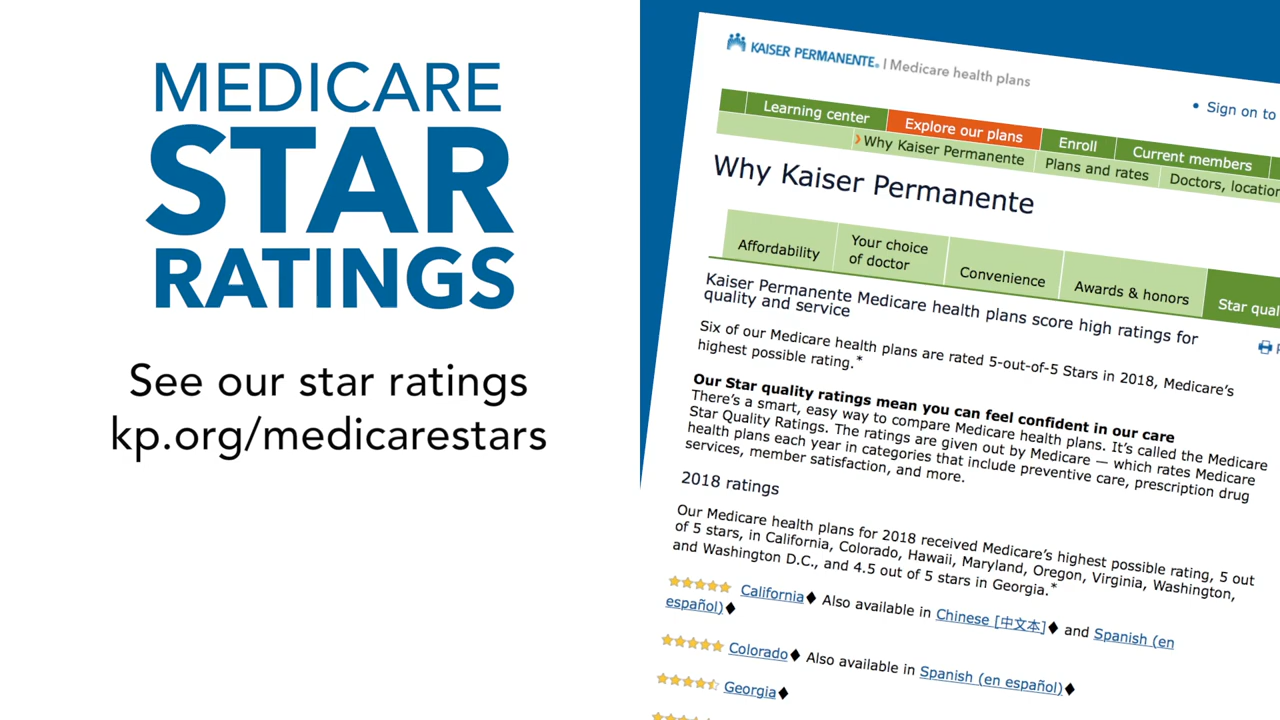 MEDICARE
STAR
RATINGS
See our star ratings
kp.org/medicarestars
KAISER PERMANENTE® | Medicare health plans
• Sign on to
Learning center
Explore our plans
Enroll
Current members
Why Kaiser Permanente
Plans and rates
Doctors,
Why Kaiser Permanente
Affordability
Your choice
of doctor
Convenience
Awards & honors
Star
Kaiser Permanente Medicare health plans score high ratings for
quality and service
Six of our Medicare health plans are rated 5-out-of-5 Stars in 2018, Medicare's
highest possible rating.*
Our Star quality ratings mean you can feel confident in our care
There's a smart, easy way to compare Medicare health plans. It's called the Medicare
Star Quality Ratings. The ratings are given out by Medicare — which rates Medicare
health plans each year in categories that include preventive care, prescription drug
services, member satisfaction, and more.
2018 ratings
Our Medicare health plans for 2018 received Medicare's highest possible rating, 5 out
of 5 stars, in California, Colorado, Hawaii, Maryland, Oregon, Virginia, Washington,
and Washington D.C., and 4.5 out of 5 stars in Georgia.*
California♦ Also available in Chinese [中文本]♦ and Spanish (en
español)♦
Colorado♦ Also available in Spanish (en español)♦
Georgia♦